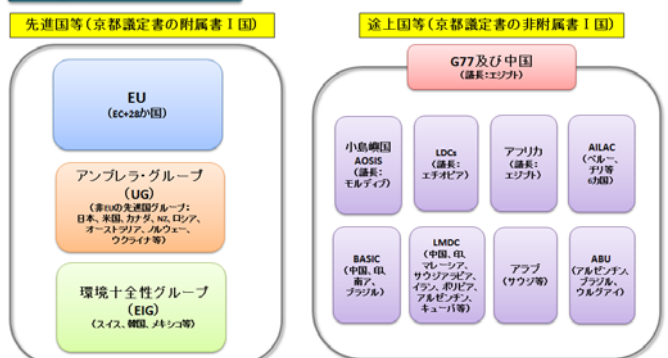 先進国等(京都議定書の附属書Ⅰ国)
EU
(EC+28か国)
アンブレラ・グループ
(UG)
(非EUの先進国グループ:
日本、米国、カナダ、NZ、ロシア、
オーストラリア、ノルウェー、
ウクライナ等)
環境十全性グループ
(EIG)
(スイス、韓国、メキシコ等)
途上国等(京都議定書の非附属書Ⅰ国)
G77及び中国
(議長:エジプト)
小島嶼国
AOSIS
(議長:
モルディブ)
LDCs
(議長:
エチオピア)
アフリカ
(議長:
エジプト)
AILAC
(ペルー、
チリ等
6カ国)
BASIC
(中国、印、
南ア、
ブラジル)
LMDC
(中国、印、
マレーシア、
サウジアラビア、
イラン、ボリビア、
アルゼンチン、
キューバ等)
アラブ
(サウジ等)
ABU
(アルゼンチン、
ブラジル、
ウルグアイ)